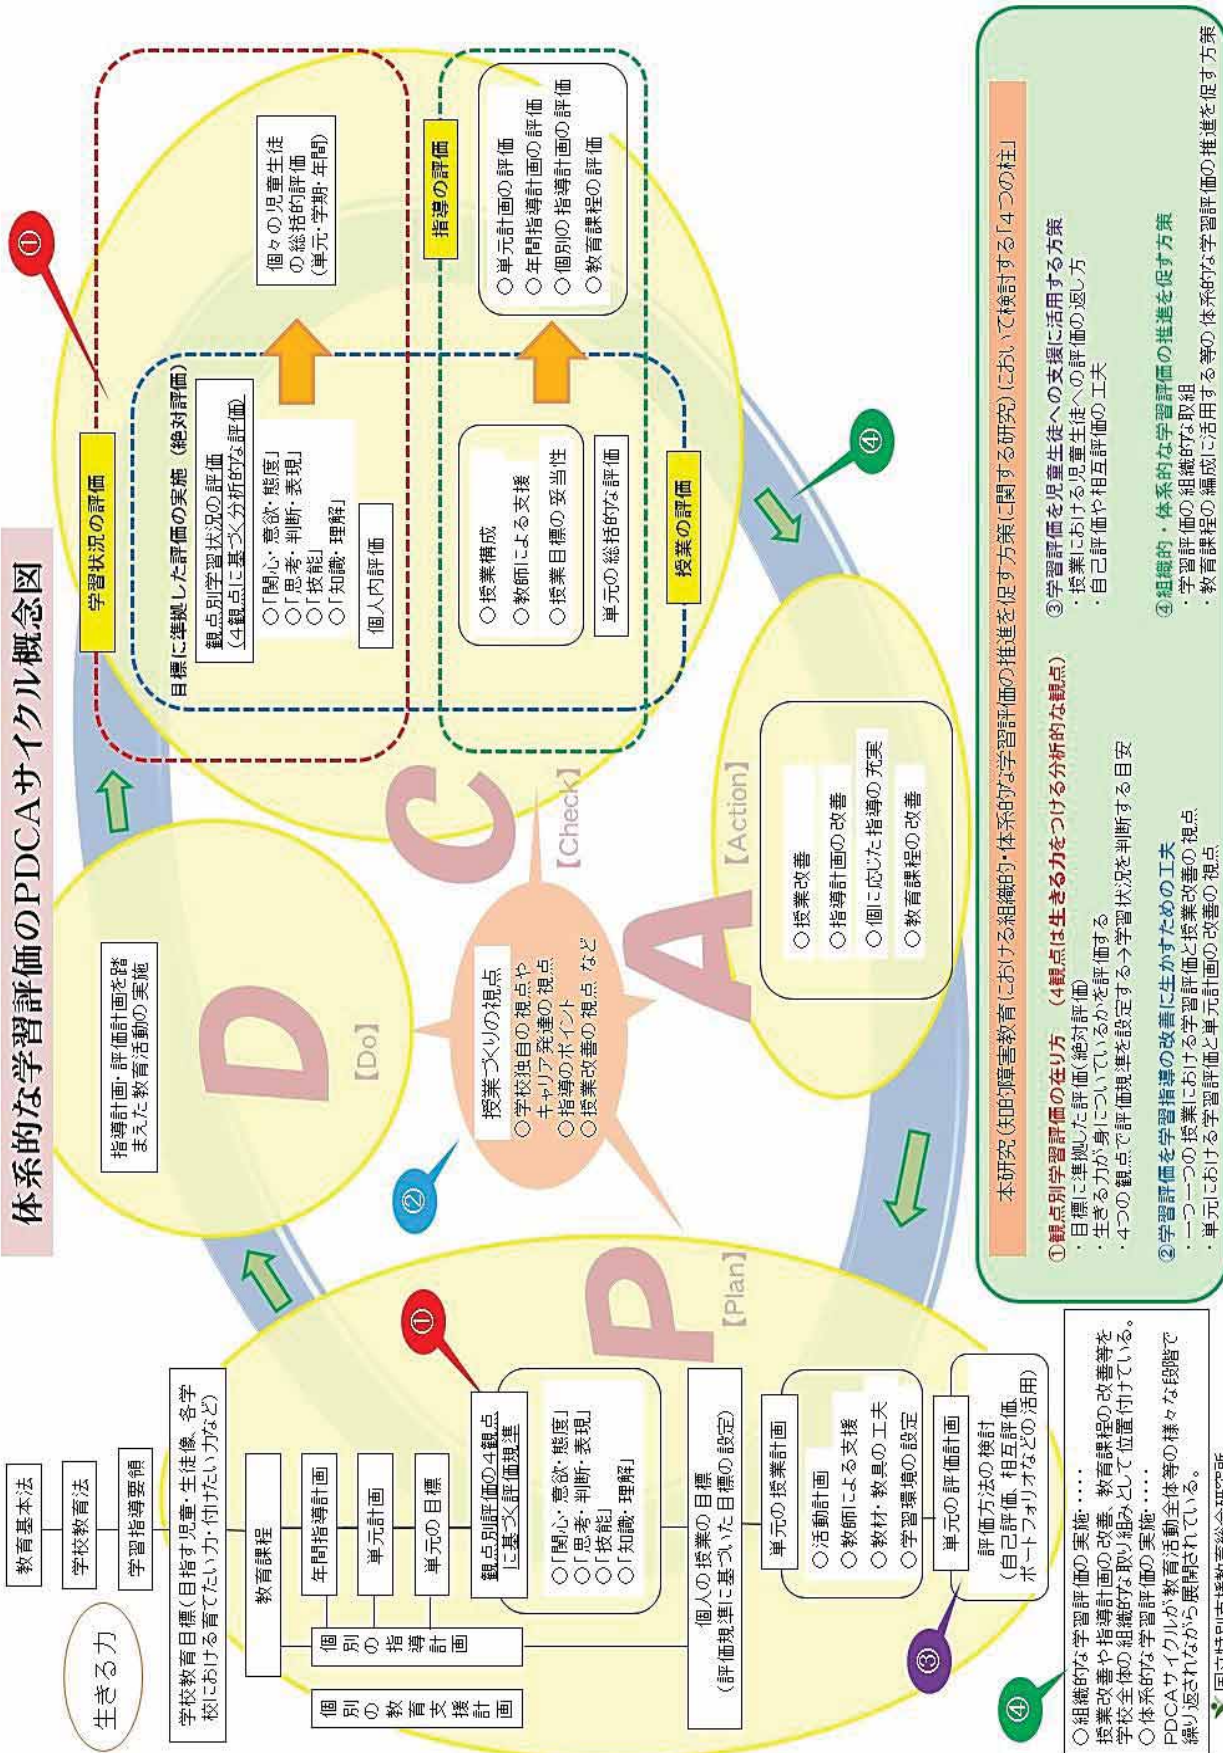 体系的な学習評価のPDCAサイクル概念図
生きる力
教育基本法
学校教育法
学習指導要領
学校教育目標(目指す児童・生徒像、各学
校における育てたい力・付けたい力など)
教育課程
年間指導計画
単元計画
単元の目標
個別の指導計画
個別の教育支援計画
観点別評価の4観点
に基づく評価規準
○「関心・意欲・態度」
○「思考・判断・表現」
○「技能」
○「知識・理解」
①
個人の授業の目標
(評価規準に基づいた目標の設定)
単元の授業計画
○活動計画
○教師による支援
○教材・教具の工夫
○学習環境の設定
単元の評価計画
評価方法の検討
(自己評価、相互評価、
ポートフォリオなどの活用)
③
P
【Plan】
指導計画・評価計画を踏
まえた教育活動の実施
D
【Do】
②
授業づくりの視点
○学校独自の視点や
キャリア発達の視点
○指導のポイント
○授業改善の視点 など
C
【Check】
①
学習状況の評価
目標に準拠した評価の実施(絶対評価)
観点別学習状況の評価
(4観点に基づく分析的な評価)
○「関心・意欲・態度」
○「思考・判断・表現」
○「技能」
○「知識・理解」
個人内評価
個々の児童生徒
の総括的評価
(単元・学期・年間)
指導の評価
○授業構成
○教師による支援
○授業目標の妥当性
単元の総括的な評価
○単元計画の評価
○年間指導計画の評価
○個別の指導計画の評価
○教育課程の評価
授業の評価
④
A
【Action】
○授業改善
○指導計画の改善
○個に応じた指導の充実
○教育課程の改善
④
○組織的な学習評価の実施・・・・
授業改善や指導計画の改善、教育課程の改善等を
学校全体の組織的な取り組みとして位置付けている。
○体系的な学習評価の実施・・・・
PDCAサイクルが教育活動全体等の様々な段階で
繰り返されながら展開されている。
本研究(知的障害教育における組織的・体系的な学習評価の推進を促す方策に関する研究)において検討する「4つの柱」
①観点別学習評価の在り方 (4観点は生きる力をつける分析的な観点)
・目標に準拠した評価(絶対評価)
・生きる力が身についているかを評価する
・4つの観点で評価規準を設定する→学習状況を判断する目安
②学習評価を学習指導の改善に生かすための工夫
・一つ一つの授業における学習評価と授業改善の視点
・単元における学習評価と単元計画の改善の視点
③学習評価を児童生徒への支援に活用する方策
・授業における児童生徒への評価の返し方
・自己評価や相互評価の工夫
④組織的・体系的な学習評価の推進を促す方策
・学習評価の組織的な取組
・教育課程の編成に活用する等の体系的な学習評価の推進を促す方策
国立特別支援教育総合研究所